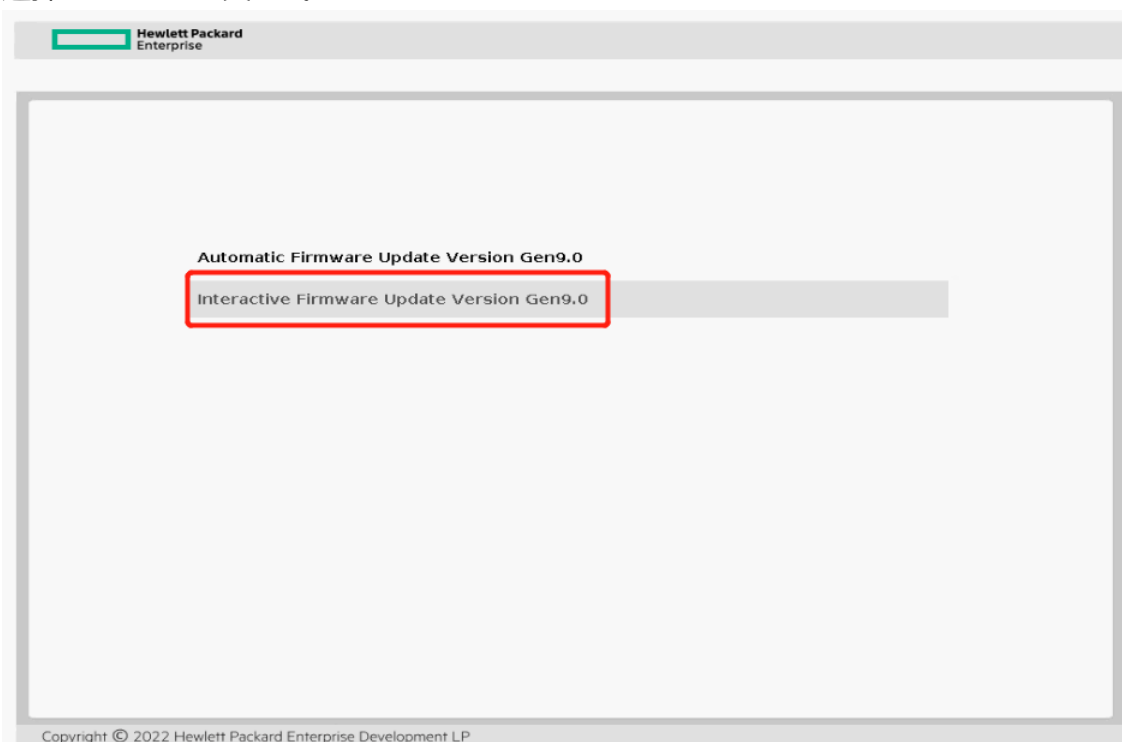 Hewlett Packard
Enterprise
Automatic Firmware Update Version Gen9.0
Interactive Firmware Update Version Gen9.0
Copyright © 2022 Hewlett Packard Enterprise Development LP